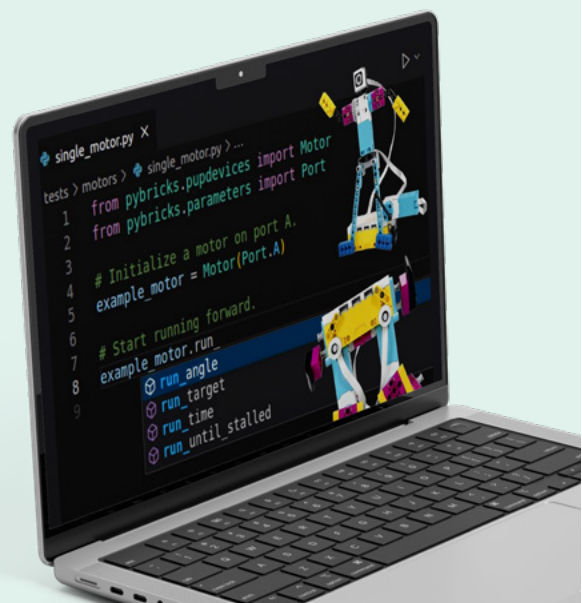 single_motor.py X
tests > motors > single_motor.py > ...
1 from pybricks.pupdevices import Motor
2 from pybricks.parameters import Port
3
4 # Initialize a motor on port A.
5 example_motor = Motor(Port.A)
6
7 # Start running forward.
8 example_motor.run_
9
run_angle
run_target
run_time
run_until_stalled